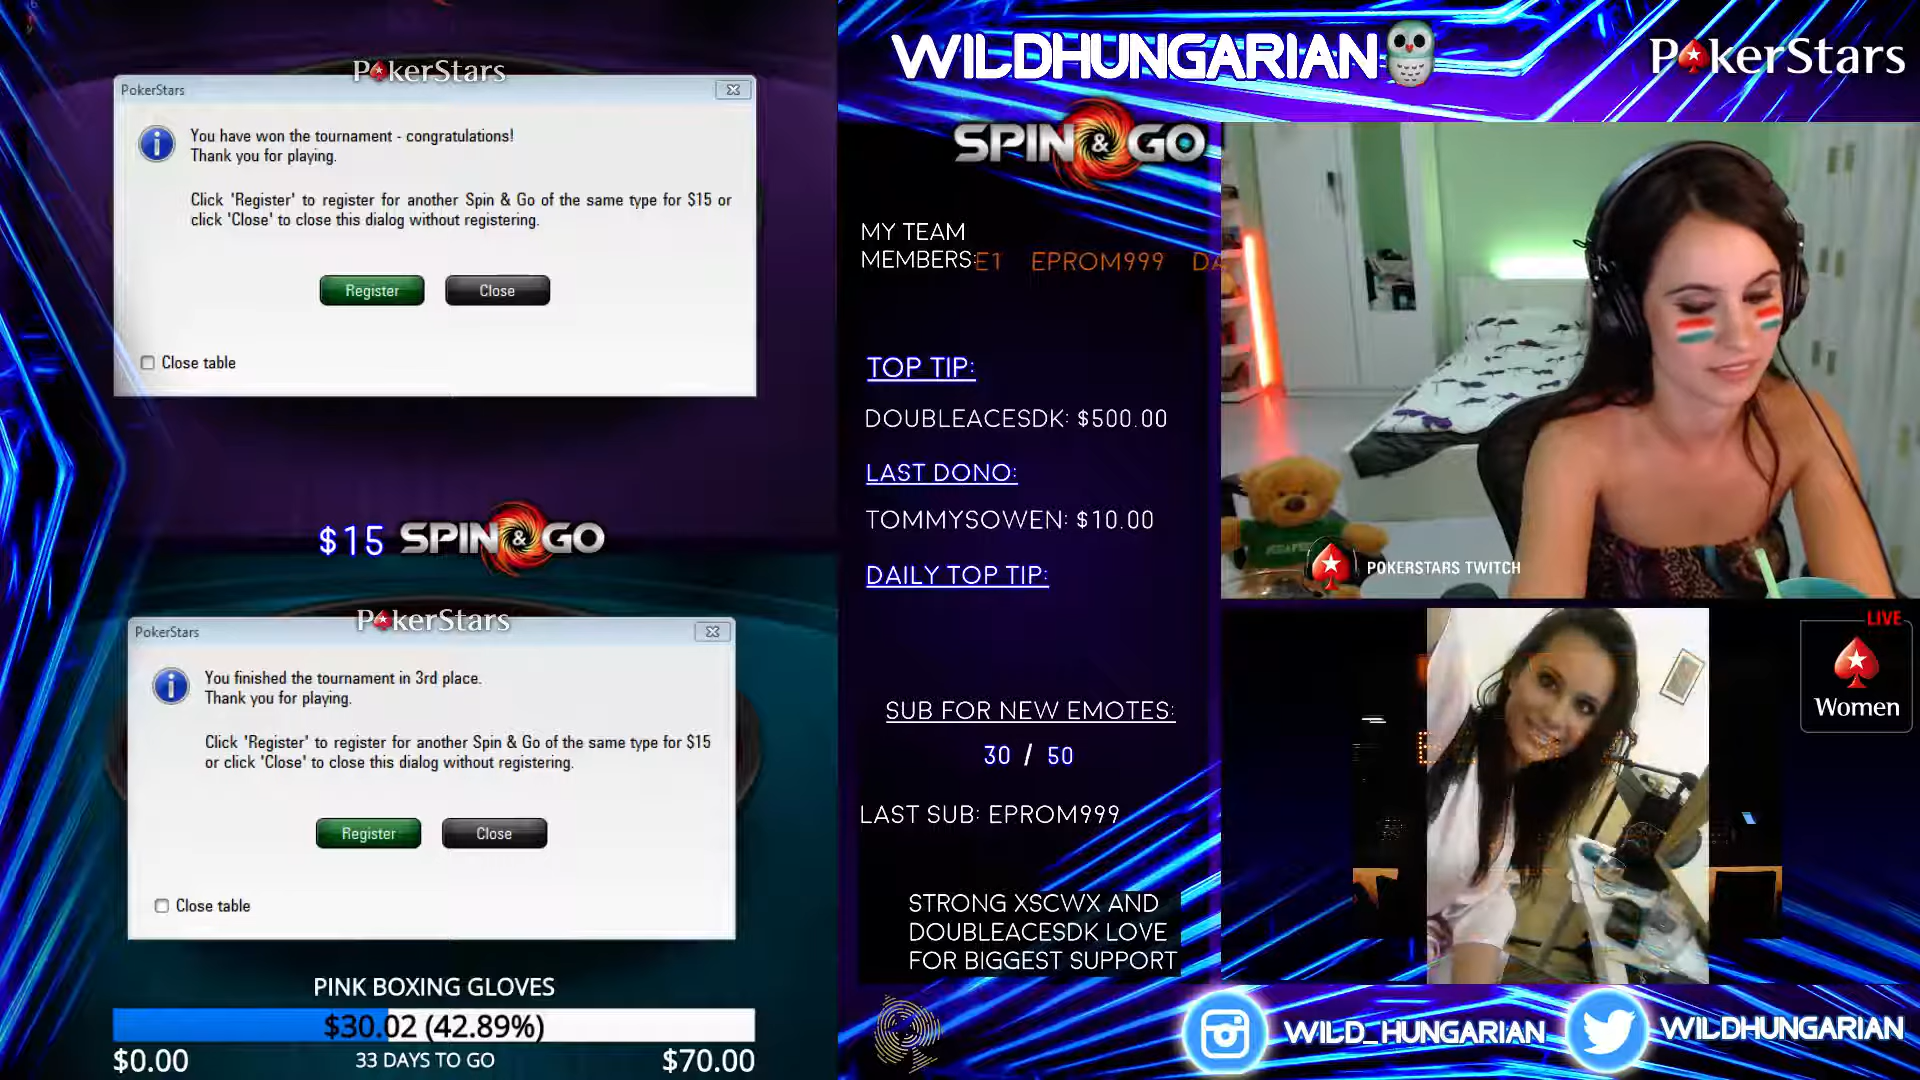 PokerStars
PokerStars
You have won the tournament - congratulations!
Thank you for playing.
Click 'Register' to register for another Spin & Go of the same type for $15 or
click 'Close' to close this dialog without registering.
Register
Close
Close table
$15 SPIN & GO
PokerStars
PokerStars
You finished the tournament in 3rd place.
Thank you for playing.
Click 'Register' to register for another Spin & Go of the same type for $15
or click 'Close' to close this dialog without registering.
Register
Close
Close table
PINK BOXING GLOVES
$30.02 (42.89%)
$0.00
33 DAYS TO GO
$70.00
WILDHUNGARIAN
PokerStars
SPIN & GO
MY TEAM
MEMBERS:
E1 EPROM999 DA
TOP TIP:
DOUBLEACESDK: $500.00
LAST DONO:
TOMMYSOWEN: $10.00
DAILY TOP TIP:
SUB FOR NEW EMOTES:
30 / 50
LAST SUB: EPROM999
STRONG XSCWX AND
DOUBLEACESDK LOVE
FOR BIGGEST SUPPORT
POKERSTARS TWITCH
LIVE
Women
WILD_HUNGARIAN
WILDHUNGARIAN